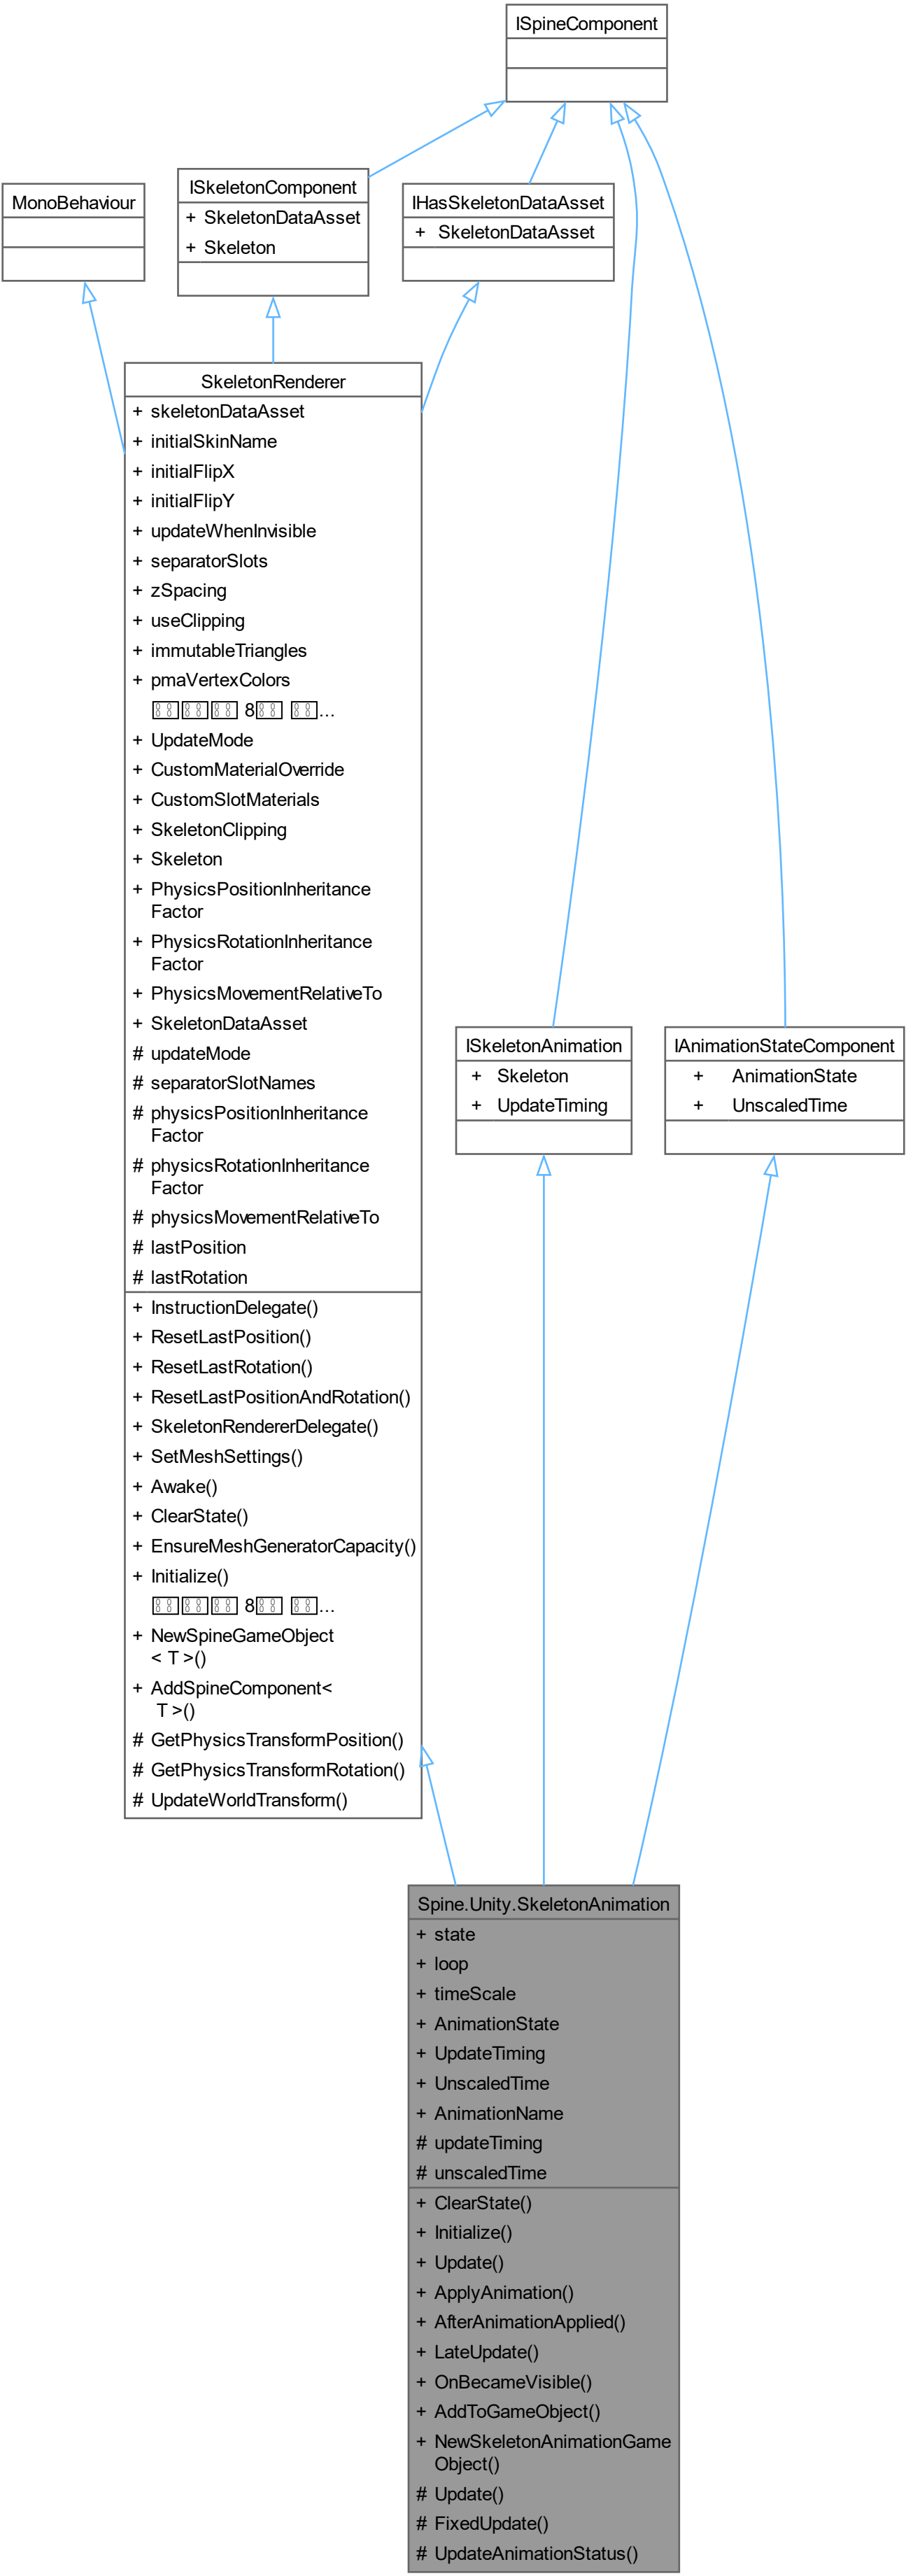 ISpineComponent
ISkeletonComponent
+ SkeletonDataAsset
+ Skeleton
IHasSkeletonDataAsset
+ SkeletonDataAsset
MonoBehaviour
SkeletonRenderer
+ skeletonDataAsset
+ initialSkinName
+ initialFlipX
+ initialFlipY
+ updateWhenInvisible
+ separatorSlots
+ zSpacing
+ useClipping
+ immutableTriangles
+ pmaVertexColors
8
...
+ UpdateMode
+ CustomMaterialOverride
+ CustomSlotMaterials
+ SkeletonClipping
+ Skeleton
+ PhysicsPositionInheritance
Factor
+ PhysicsRotationInheritance
Factor
+ PhysicsMovementRelativeTo
+ SkeletonDataAsset
# updateMode
# separatorSlotNames
# physicsPositionInheritance
Factor
# physicsRotationInheritance
Factor
# physicsMovementRelativeTo
# lastPosition
# lastRotation
+ InstructionDelegate()
+ ResetLastPosition()
+ ResetLastRotation()
+ ResetLastPositionAndRotation()
+ SkeletonRendererDelegate()
+ SetMeshSettings()
+ Awake()
+ ClearState()
+ EnsureMeshGeneratorCapacity()
+ Initialize()
8
...
+ NewSpineGameObject
< T >()
+ AddSpineComponent<
T >()
# GetPhysicsTransformPosition()
# GetPhysicsTransformRotation()
# UpdateWorldTransform()
ISkeletonAnimation
+ Skeleton
+ UpdateTiming
IAnimationStateComponent
+ AnimationState
+ UnscaledTime
Spine.Unity.SkeletonAnimation
+ state
+ loop
+ timeScale
+ AnimationState
+ UpdateTiming
+ UnscaledTime
+ AnimationName
# updateTiming
# unscaledTime
+ ClearState()
+ Initialize()
+ Update()
+ ApplyAnimation()
+ AfterAnimationApplied()
+ LateUpdate()
+ OnBecameVisible()
+ AddToGameObject()
+ NewSkeletonAnimationGame
Object()
# Update()
# FixedUpdate()
# UpdateAnimationStatus()